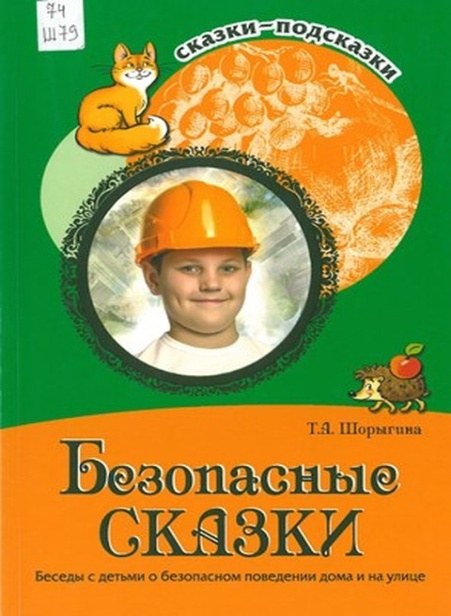 74
Ш79
сказки–подсказки
Т.А. Шорыгина
Безопасные
СКАЗКИ
Беседы с детьми о безопасном поведении дома и на улице